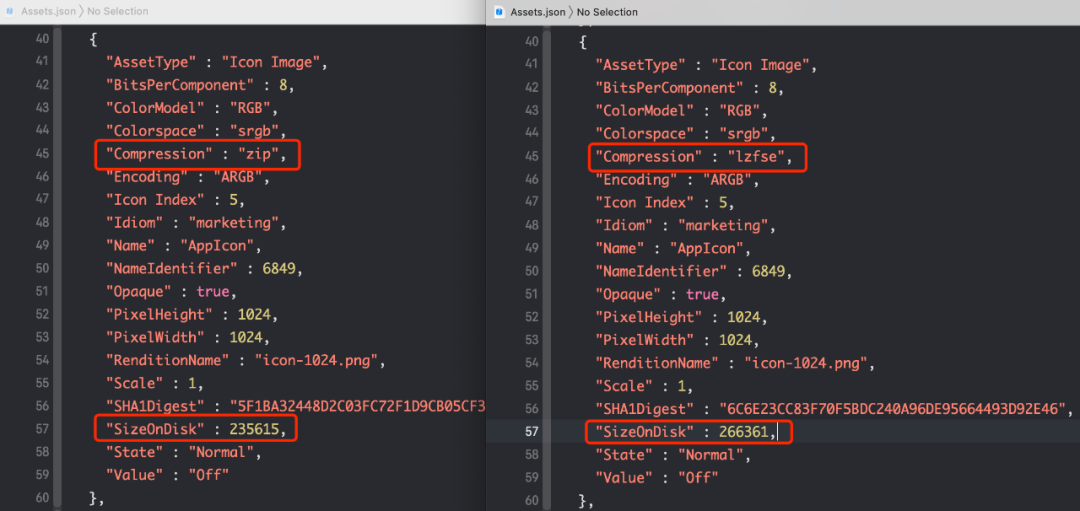 Assets.json 〉 No Selection
40 {
41 "AssetType" : "Icon Image",
42 "BitsPerComponent" : 8,
43 "ColorModel" : "RGB",
44 "Colorspace" : "srgb",
45 "Compression" : "zip",
46 "Encoding" : "ARGB",
47 "Icon Index" : 5,
48 "Idiom" : "marketing",
49 "Name" : "AppIcon",
50 "NameIdentifier" : 6849,
51 "Opaque" : true,
52 "PixelHeight" : 1024,
53 "PixelWidth" : 1024,
54 "RenditionName" : "icon-1024.png",
55 "Scale" : 1,
56 "SHA1Digest" : "5F1BA32448D2C03FC72F1D9CB05CF3
57 "SizeOnDisk" : 235615,
58 "State" : "Normal",
59 "Value" : "Off"
60 },
Assets.json 〉 No Selection
40 {
41 "AssetType" : "Icon Image",
42 "BitsPerComponent" : 8,
43 "ColorModel" : "RGB",
44 "Colorspace" : "srgb",
45 "Compression" : "lzfse",
46 "Encoding" : "ARGB",
47 "Icon Index" : 5,
48 "Idiom" : "marketing",
49 "Name" : "AppIcon",
50 "NameIdentifier" : 6849,
51 "Opaque" : true,
52 "PixelHeight" : 1024,
53 "PixelWidth" : 1024,
54 "RenditionName" : "icon-1024.png",
55 "Scale" : 1,
56 "SHA1Digest" : "6C6E23CC83F70F5BDC240A96DE95664493D92E46",
57 "SizeOnDisk" : 266361,
58 "State" : "Normal",
59 "Value" : "Off"
60 },